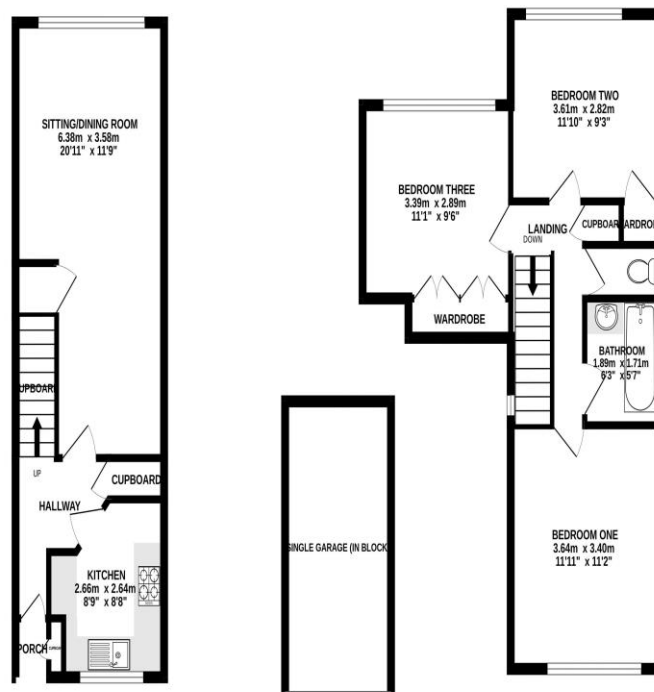 SITTING/DINING ROOM
6.38m x 3.58m
20'11" x 11'9"
UP
HALLWAY
CUPBOARD
KITCHEN
2.66m x 2.64m
8'9" x 8'8"
PORCH
SINGLE GARAGE (IN BLOCK)
BEDROOM TWO
3.61m x 2.82m
11'10" x 9'3"
BEDROOM THREE
3.39m x 2.89m
11'1" x 9'6"
LANDING
DOWN
CUPBOARD
WARDROBE
WARDROBE
BATHROOM
1.89m x 1.71m
6'3" x 5'7"
BEDROOM ONE
3.64m x 3.40m
11'11" x 11'2"
CUPBOARD